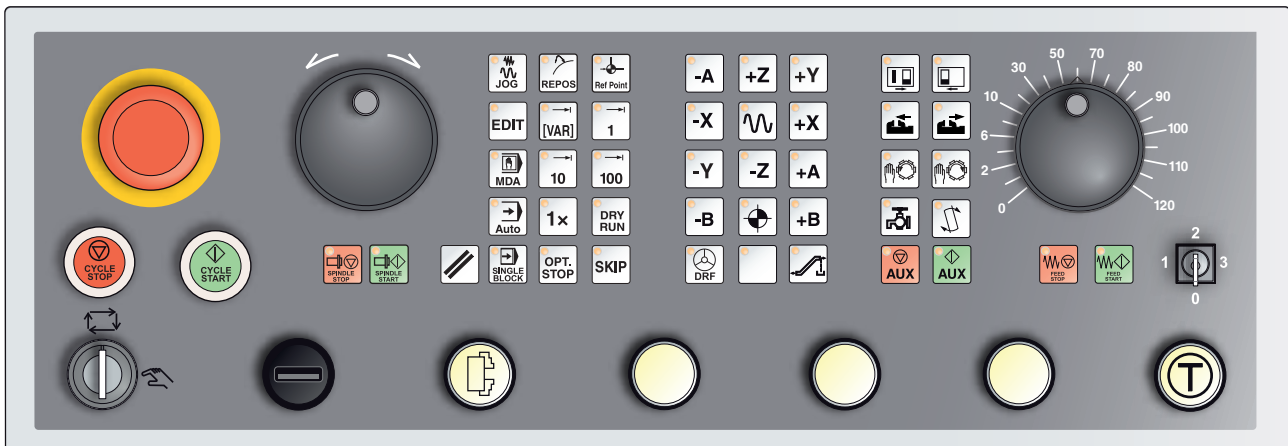 JOG
REPOS
Ref Point
-A
+Z
+Y
EDIT
[VAR]
1
-X
+X
MDA
10
100
-Y
-Z
+A
Auto
1×
DRY
RUN
-B
+B
CYCLE
STOP
CYCLE
START
SPINDLE
STOP
SPINDLE
START
SINGLE
BLOCK
OPT.
STOP
SKIP
DRF
AUX
AUX
FEED
STOP
FEED
START
0
2
6
10
30
50
70
80
90
100
110
120
2
1
3
0
T